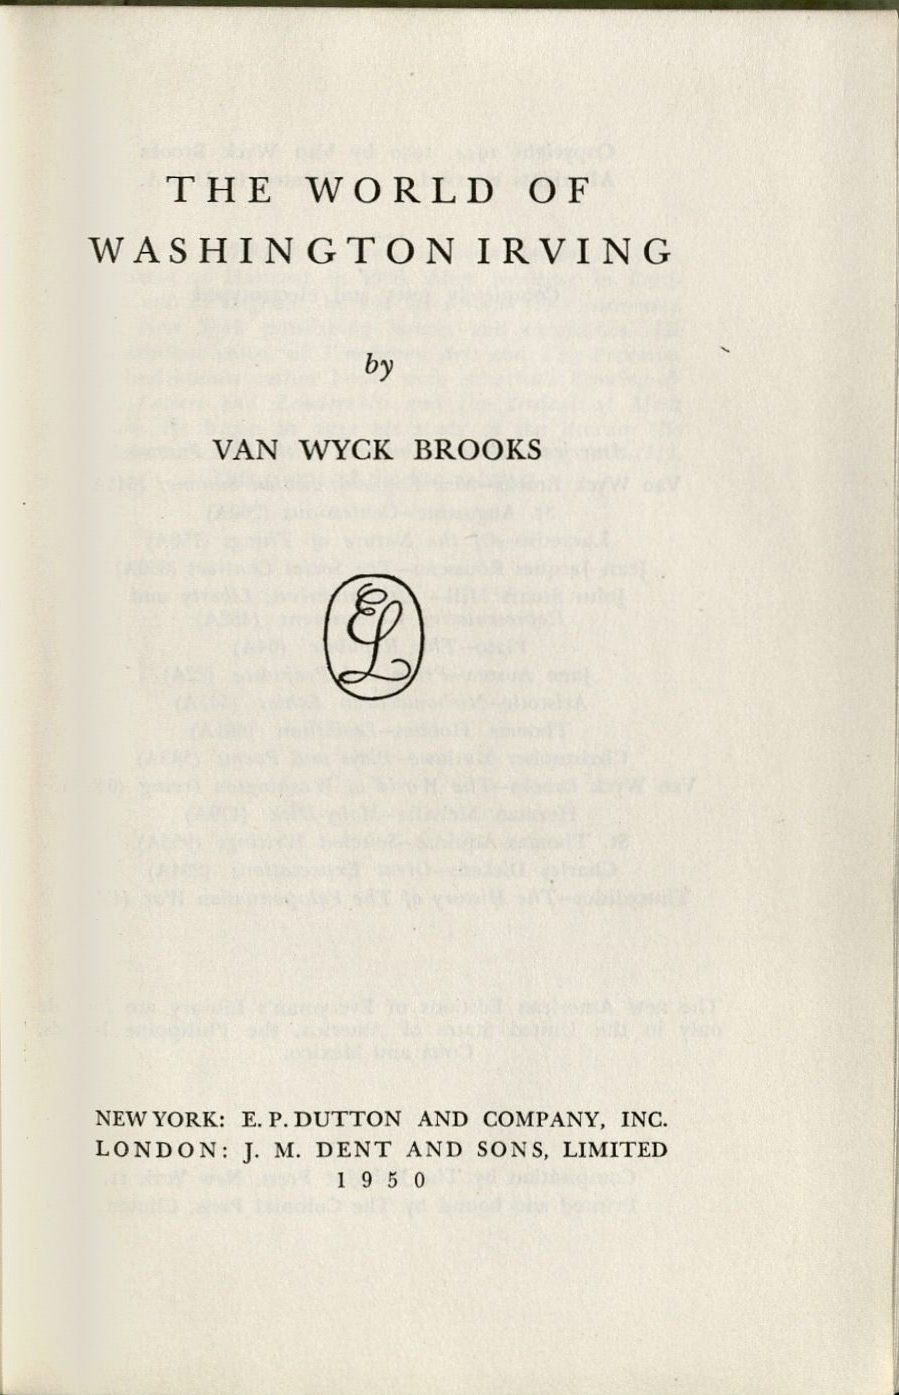 THE WORLD OF
WASHINGTON IRVING
by
VAN WYCK BROOKS
EL
NEW YORK: E. P. DUTTON AND COMPANY, INC.
LONDON: J. M. DENT AND SONS, LIMITED
1950